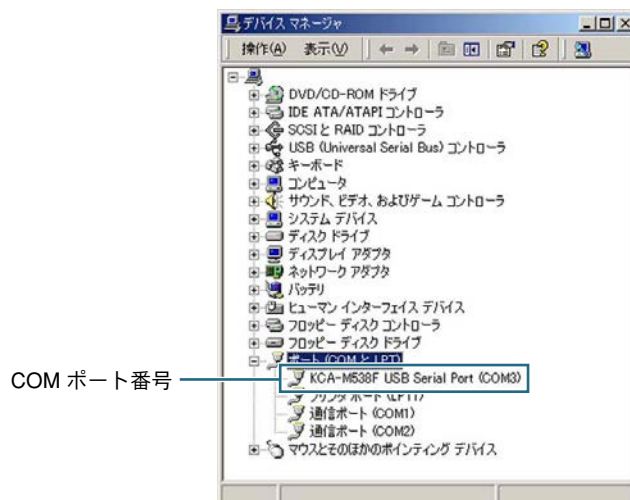 デバイス マネージャ
操作(A) 表示(V)
DVD/CD-ROM ドライブ
IDE ATA/ATAPI コントローラ
SCSI と RAID コントローラ
USB (Universal Serial Bus) コントローラ
キーボード
コンピュータ
サウンド、ビデオ、およびゲーム コントローラ
システム デバイス
ディスク ドライブ
ディスプレイ アダプタ
ネットワーク アダプタ
バッテリ
ヒューマン インターフェイス デバイス
フロッピー ディスク コントローラ
フロッピー ディスク ドライブ
ポート (COM と LPT)
COM ポート番号
KCA-M538F USB Serial Port (COM3)
プリンタ ポート (LPT1)
通信ポート (COM1)
通信ポート (COM2)
マウスとそのほかのポインティング デバイス